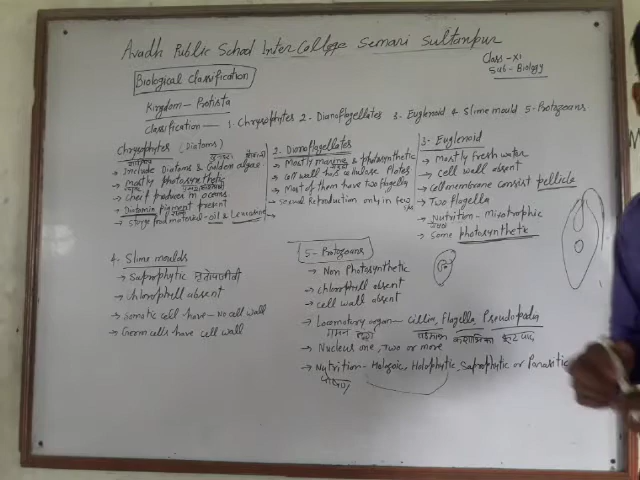 Avadh Public School Inter College Semari Sultanpur
Class - XI
Sub - Biology
Biological classification
Kingdom - Protista
Classification — 1. Chrysophytes 2 - Dianoflagellates 3. Euglenoid 4 Slime mould 5 - Protozoans
Chrysophytes (Diatoms)
→ Include Diatoms & Golden algae
→ Mostly photosynthetic
→ Chief producer in oceans
→ pigment present
→ food material - oil &
2. Dianoflagellates
→ Mostly marine & photosynthetic
→ Cell wall has cellulose Plates
→ Most of them have two flagella
→ Sexual Reproduction only in few
3. Euglenoid
→ Mostly fresh water
→ Cell wall absent
→ Cell membrane consist pellicle
→ Two flagella
→ Nutrition - Mixotrophic
→ Some photosynthetic
4 - Slime moulds
→ Saprophytic मृतोपजीवी
→ Chlorophyll absent
→ Somatic cell have - No cell wall
→ Germ cells have cell wall
5 - Protozoans
→ Non Photosynthetic
→ Chlorophyll absent
→ Cell wall absent
→ Locomotory organ — Cillia, Flagella, Pseudopodia
गमन कूट पाद
→ Nucleus one, Two or more
→ Nutrition - Holozoic, Holophytic, Saprophytic or Parasitic
पोषण